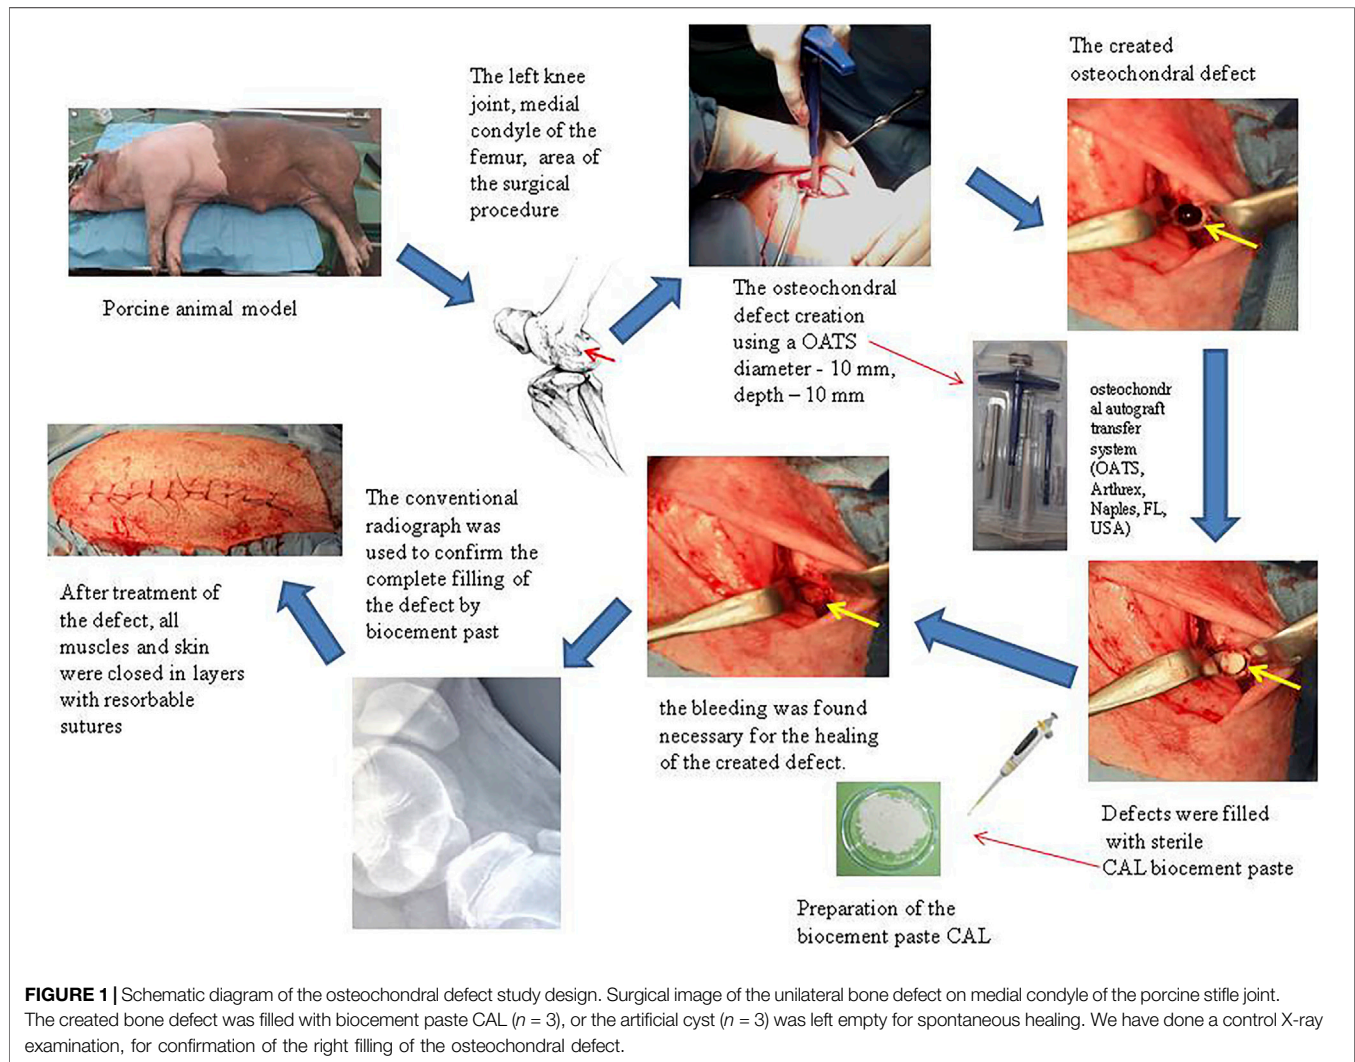 The left knee
joint, medial
condyle of the
femur, area of
the surgical
procedure
The created
osteochondral defect
Porcine animal model
The osteochondral
defect creation
using a OATS
diameter - 10 mm,
depth – 10 mm
osteochondr
al autograft
transfer
system
(OATS,
Arthrex,
Naples, FL,
USA)
The conventional
radiograph was
used to confirm the
complete filling of
the defect by
biocement past
After treatment of
the defect, all
muscles and skin
were closed in layers
with resorbable
sutures
the bleeding was found
necessary for the healing
of the created defect.
Defects were filled
with sterile
CAL biocement paste
Preparation of the
biocement paste CAL
FIGURE 1 | Schematic diagram of the osteochondral defect study design. Surgical image of the unilateral bone defect on medial condyle of the porcine stifle joint.
The created bone defect was filled with biocement paste CAL (n = 3), or the artificial cyst (n = 3) was left empty for spontaneous healing. We have done a control X-ray
examination, for confirmation of the right filling of the osteochondral defect.